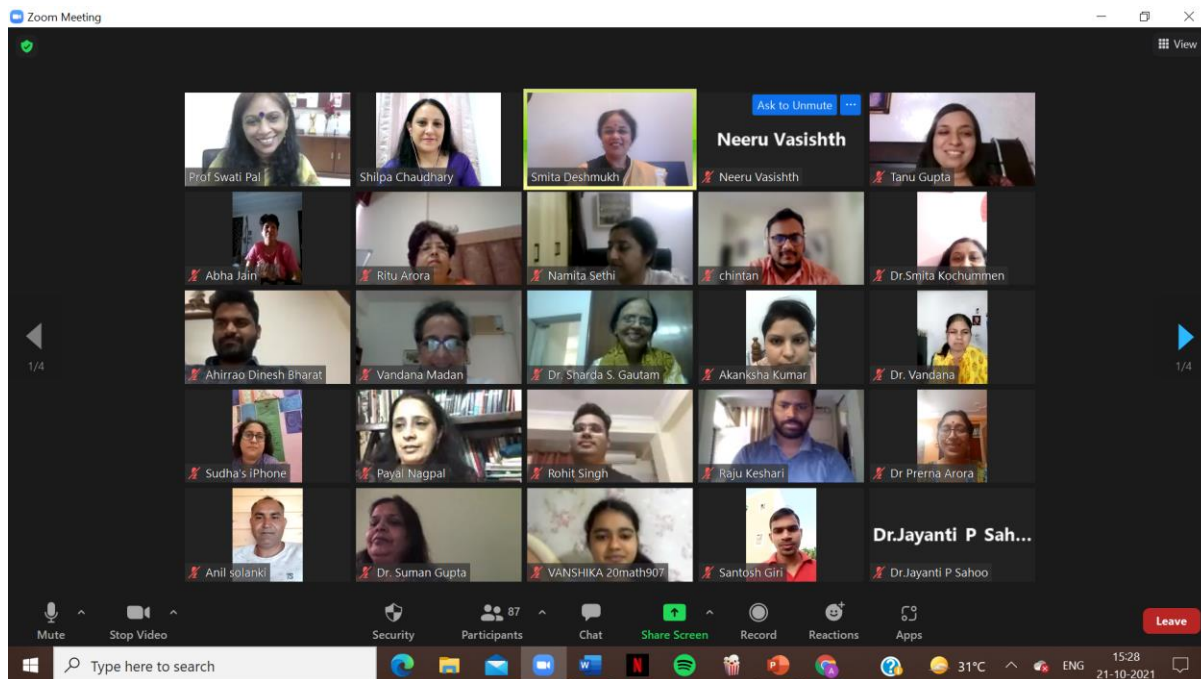 Zoom Meeting
View
Prof Swati Pal
Shilpa Chaudhary
Smita Deshmukh
Ask to Unmute ...
Neeru Vasishth
Neeru Vasishth
Tanu Gupta
Abha Jain
Ritu Arora
Namita Sethi
chintan
Dr.Smita Kochummen
Ahirrao Dinesh Bharat
Vandana Madan
Dr. Sharda S. Gautam
Akanksha Kumar
Dr. Vandana
1/4
1/4
Sudha's iPhone
Payal Nagpal
Rohit Singh
Raju Keshari
Dr Prerna Arora
Anil solanki
Dr. Suman Gupta
VANSHIKA 20math907
Santosh Giri
Dr.Jayanti P Sah...
Dr.Jayanti P Sahoo
Mute
Stop Video
Security
87
Participants
Chat
Share Screen
Record
Reactions
Apps
Leave
Type here to search
31°C
ENG
15:28
21-10-2021